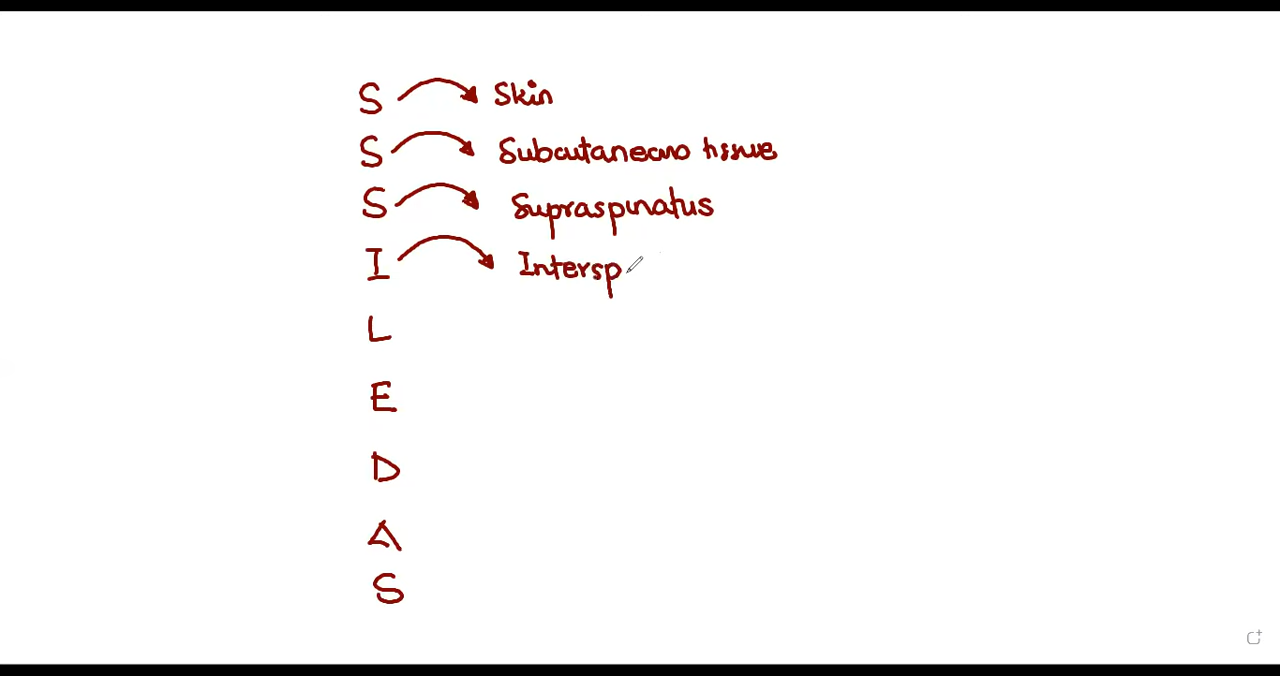 S Skin
S Subcutaneous tissue
S Supraspinatus
I Intersp
L
E
D
A
S